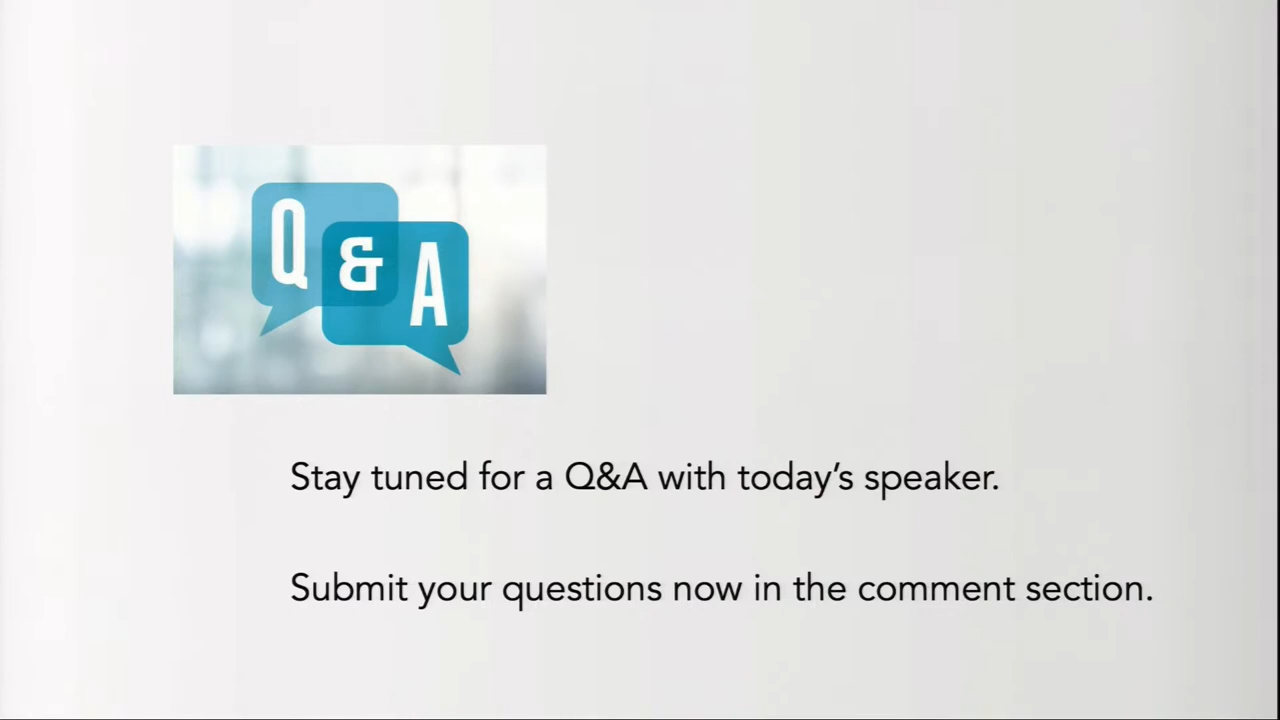 Q & A
Stay tuned for a Q&A with today’s speaker.
Submit your questions now in the comment section.